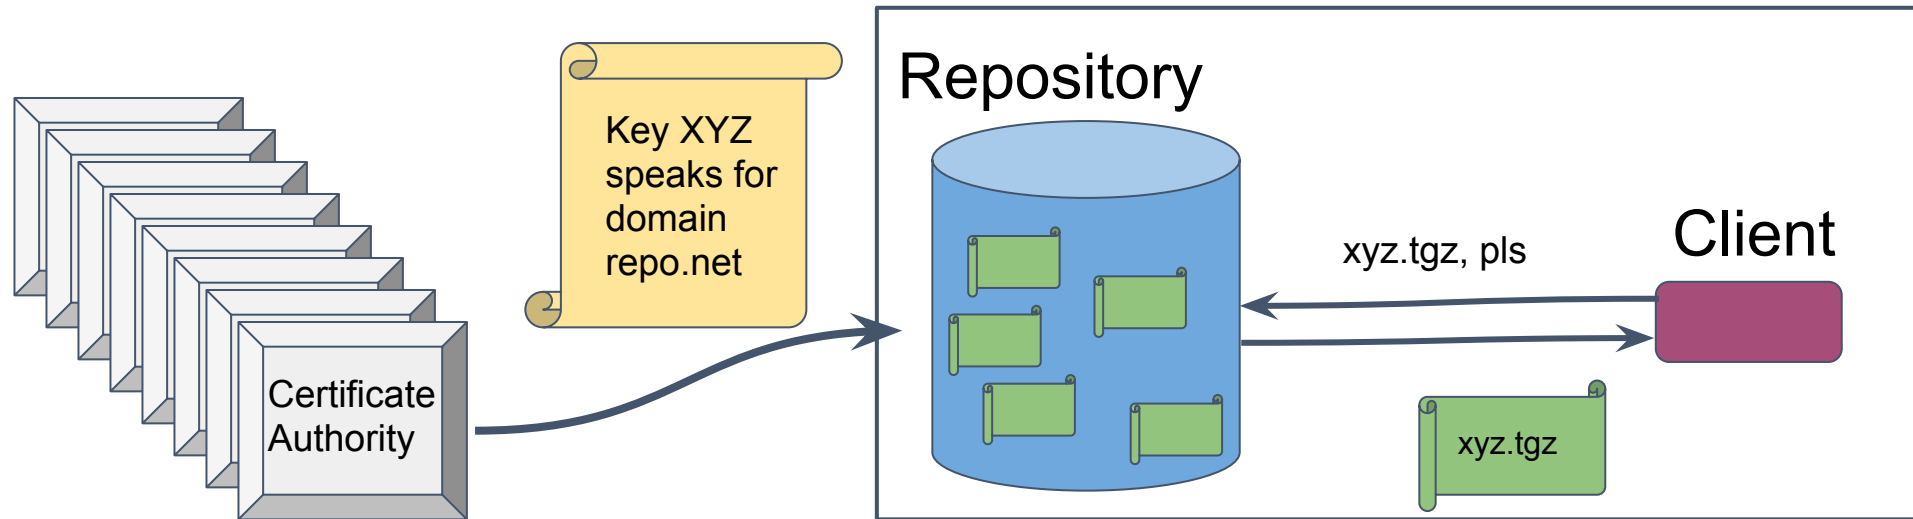 Repository
Key XYZ
speaks for
domain
repo.net
Client
xyz.tgz, pls
Certificate
Authority
xyz.tgz